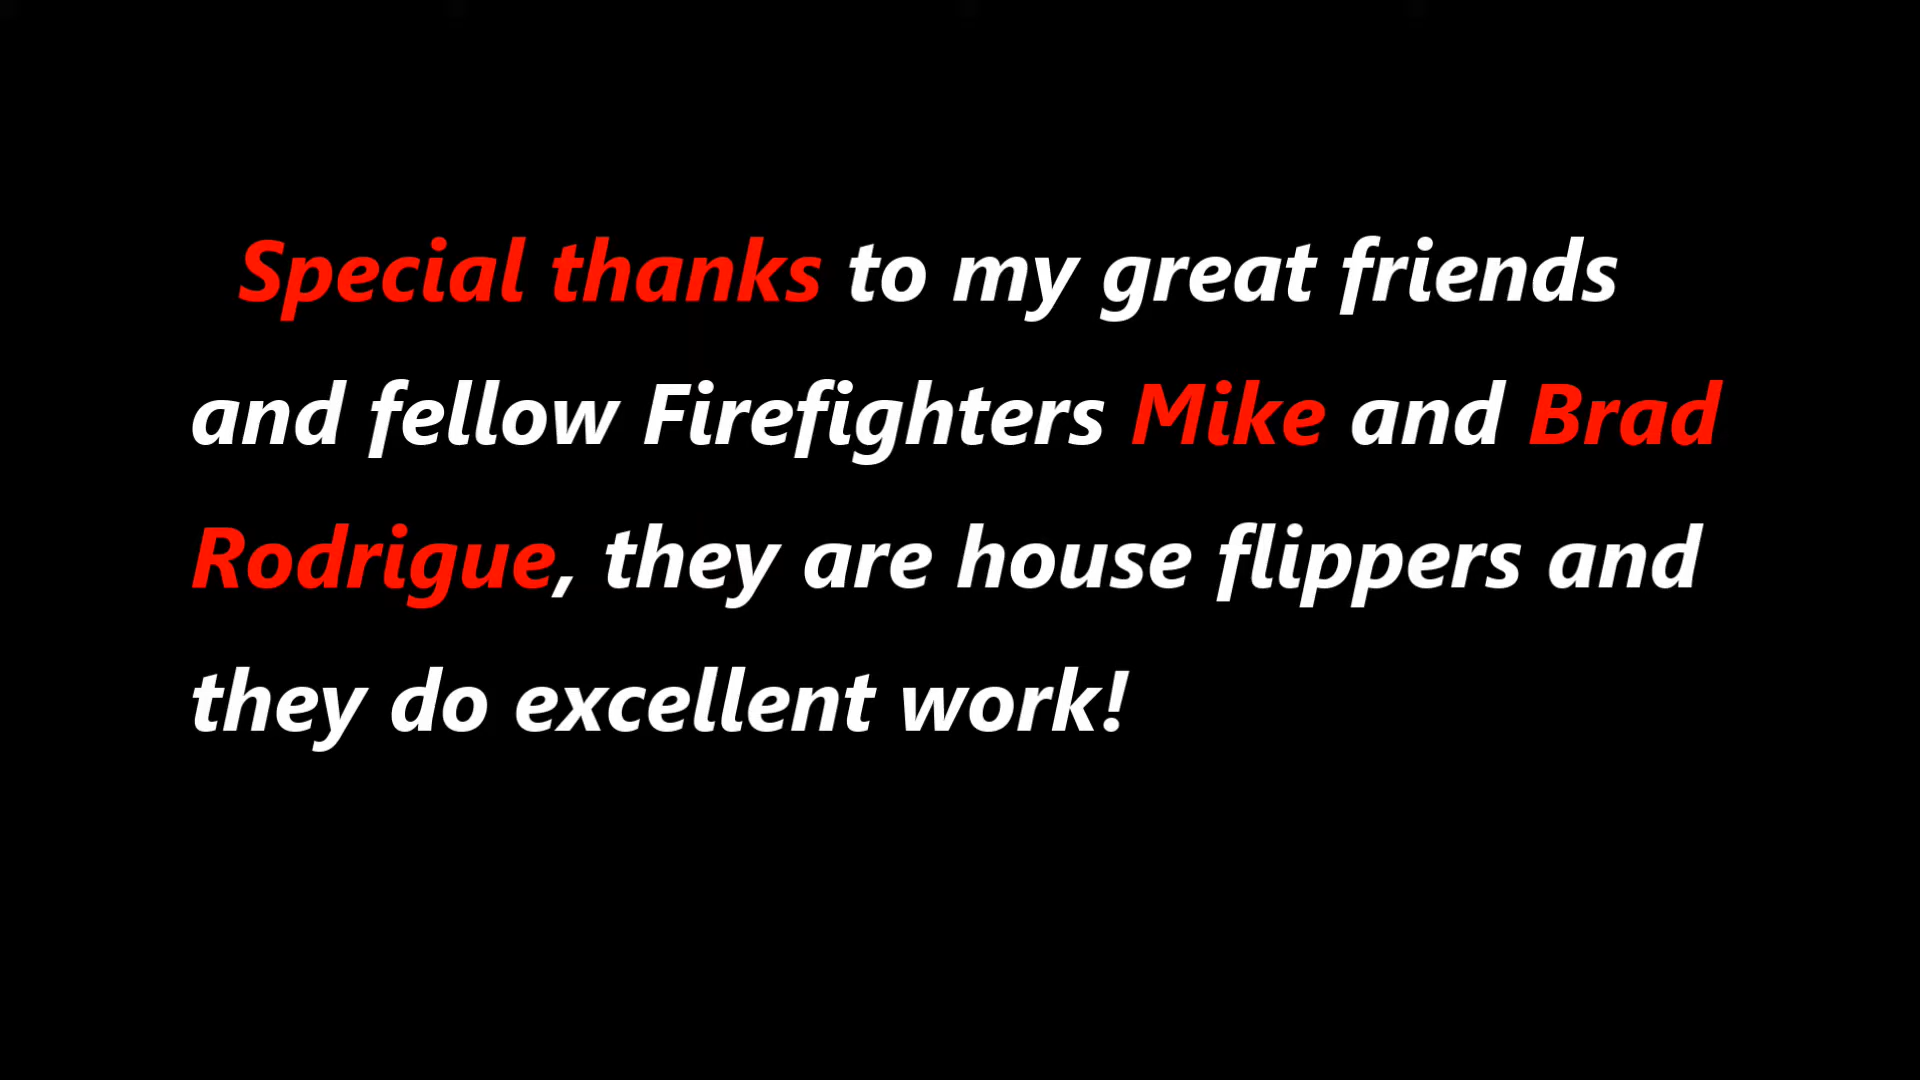 Special thanks to my great friends
and fellow Firefighters Mike and Brad
Rodrigue, they are house flippers and
they do excellent work!